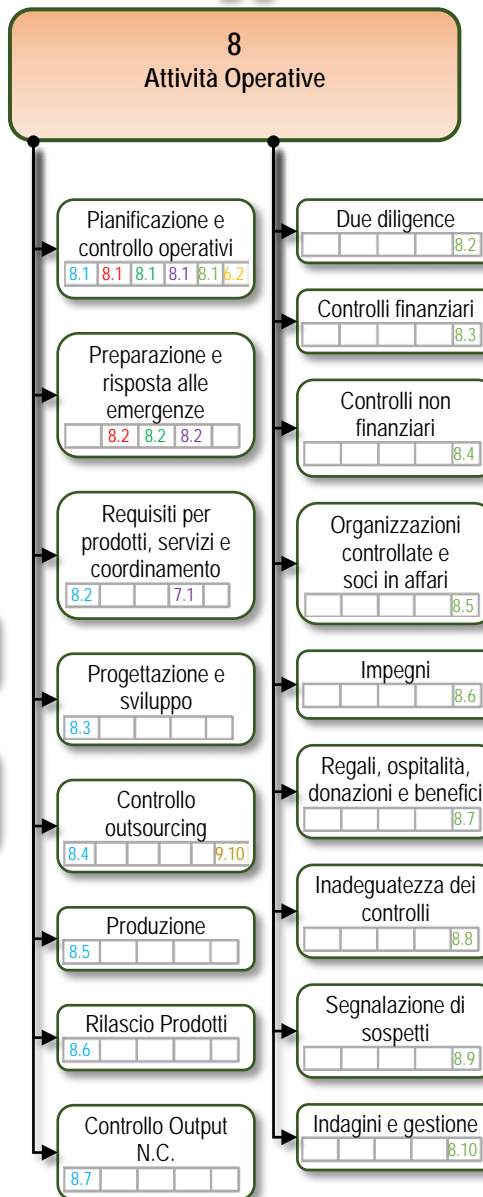 8
Attività Operative
Pianificazione e
controllo operativi
8.1 8.1 8.1 8.1 8.1 6.2
Preparazione e
risposta alle
emergenze
8.2 8.2 8.2
Requisiti per
prodotti, servizi e
coordinamento
8.2 7.1
Progettazione e
sviluppo
8.3
Controllo
outsourcing
8.4 9.10
Produzione
8.5
Rilascio Prodotti
8.6
Controllo Output
N.C.
8.7
Due diligence
8.2
Controlli finanziari
8.3
Controlli non
finanziari
8.4
Organizzazioni
controllate e
soci in affari
8.5
Impegni
8.6
Regali, ospitalità,
donazioni e benefici
8.7
Inadeguatezza dei
controlli
8.8
Segnalazione di
sospetti
8.9
Indagini e gestione
8.10